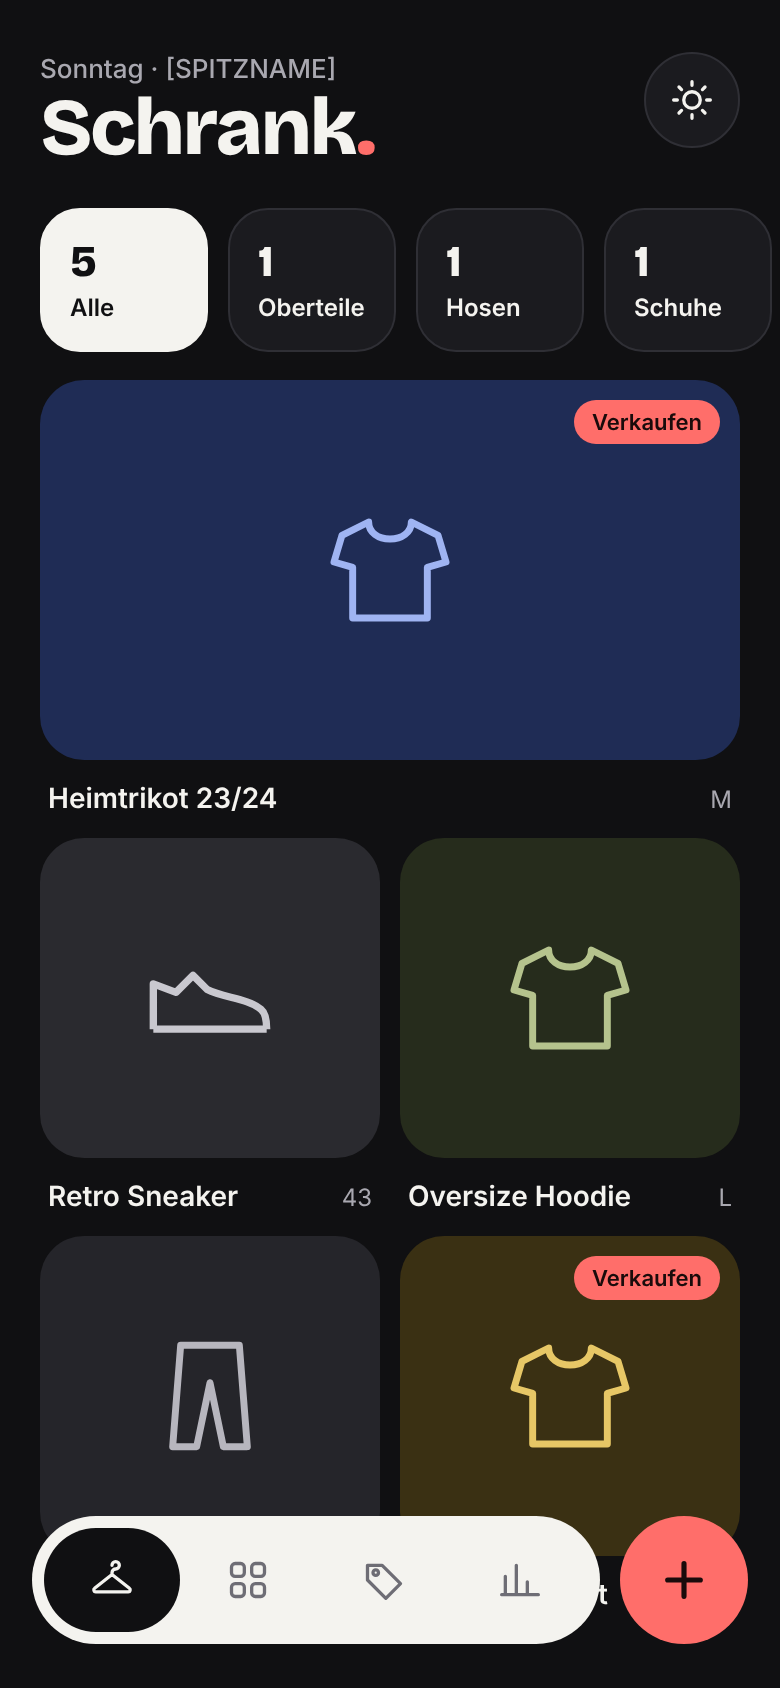 Sonntag · [SPITZNAME]
Schrank.
5
Alle
1
Oberteile
1
Hosen
1
Schuhe
Verkaufen
Heimtrikot 23/24
M
Retro Sneaker
43
Oversize Hoodie
L
Verkaufen